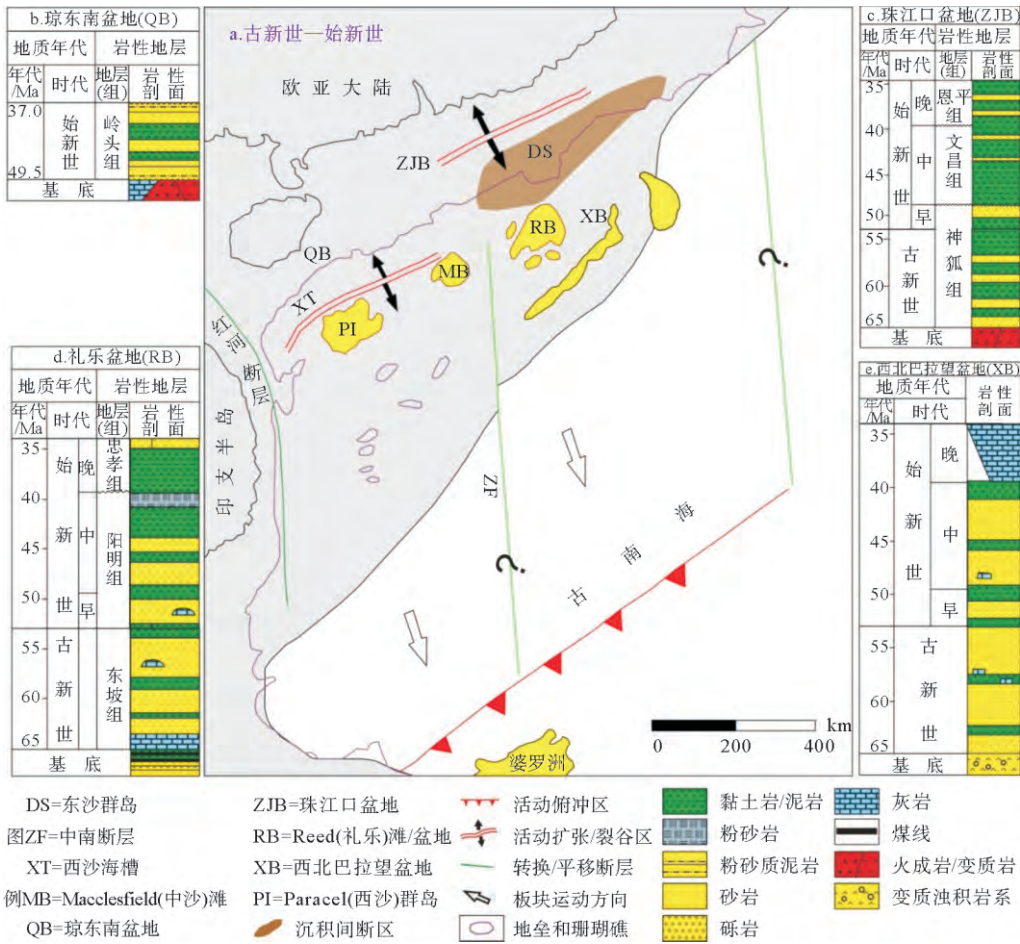 b.琼东南盆地(QB)
地质年代 岩性地层
年代/Ma 时代 地层(组) 岩性剖面
37.0
始新世 岭头组
49.5
基底
a.古新世—始新世
欧亚大陆
ZJB
DS
RB
XB
QB
MB
XT
PI
红河断层
印支半岛
ZF
?
?
古南海
婆罗洲
km
0 200 400
c.珠江口盆地(ZJB)
地质年代 岩性地层
年代/Ma 时代 地层(组) 岩性剖面
35
始新世 晚 恩平组
40
中 文昌组
45
50 早
神狐组
55
古新世
60
65
基底
d.礼乐盆地(RB)
地质年代 岩性地层
年代/Ma 时代 地层(组) 岩性剖面
35
始新世 晚 忠孝组
40
中 阳明组
45
50 早
55
古新世 东坡组
60
65
基底
e.西北巴拉望盆地(XB)
地质年代 岩性剖面
年代/Ma 时代
35
始新世 晚
40
中
45
50 早
55
古新世
60
65
基底
图例
DS=东沙群岛
ZF=中南断层
XT=西沙海槽
MB=Macclesfield(中沙)滩
QB=琼东南盆地
ZJB=珠江口盆地
RB=Reed(礼乐)滩/盆地
XB=西北巴拉望盆地
PI=Paracel(西沙)群岛
沉积间断区
活动俯冲区
活动扩张/裂谷区
转换/平移断层
板块运动方向
地垒和珊瑚礁
黏土岩/泥岩
粉砂岩
粉砂质泥岩
砂岩
砾岩
灰岩
煤线
火成岩/变质岩
变质浊积岩系